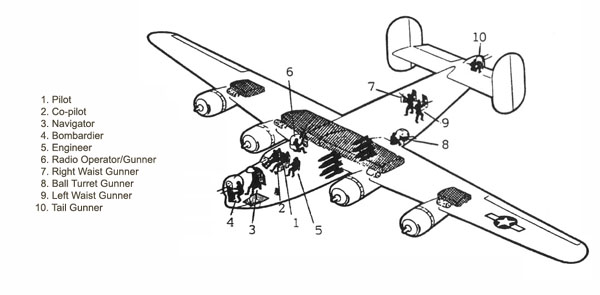 1. Pilot
2. Co-pilot
3. Navigator
4. Bombardier
5. Engineer
6. Radio Operator/Gunner
7. Right Waist Gunner
8. Ball Turret Gunner
9. Left Waist Gunner
10. Tail Gunner
10
6
7
9
8
4
3
2
1
5